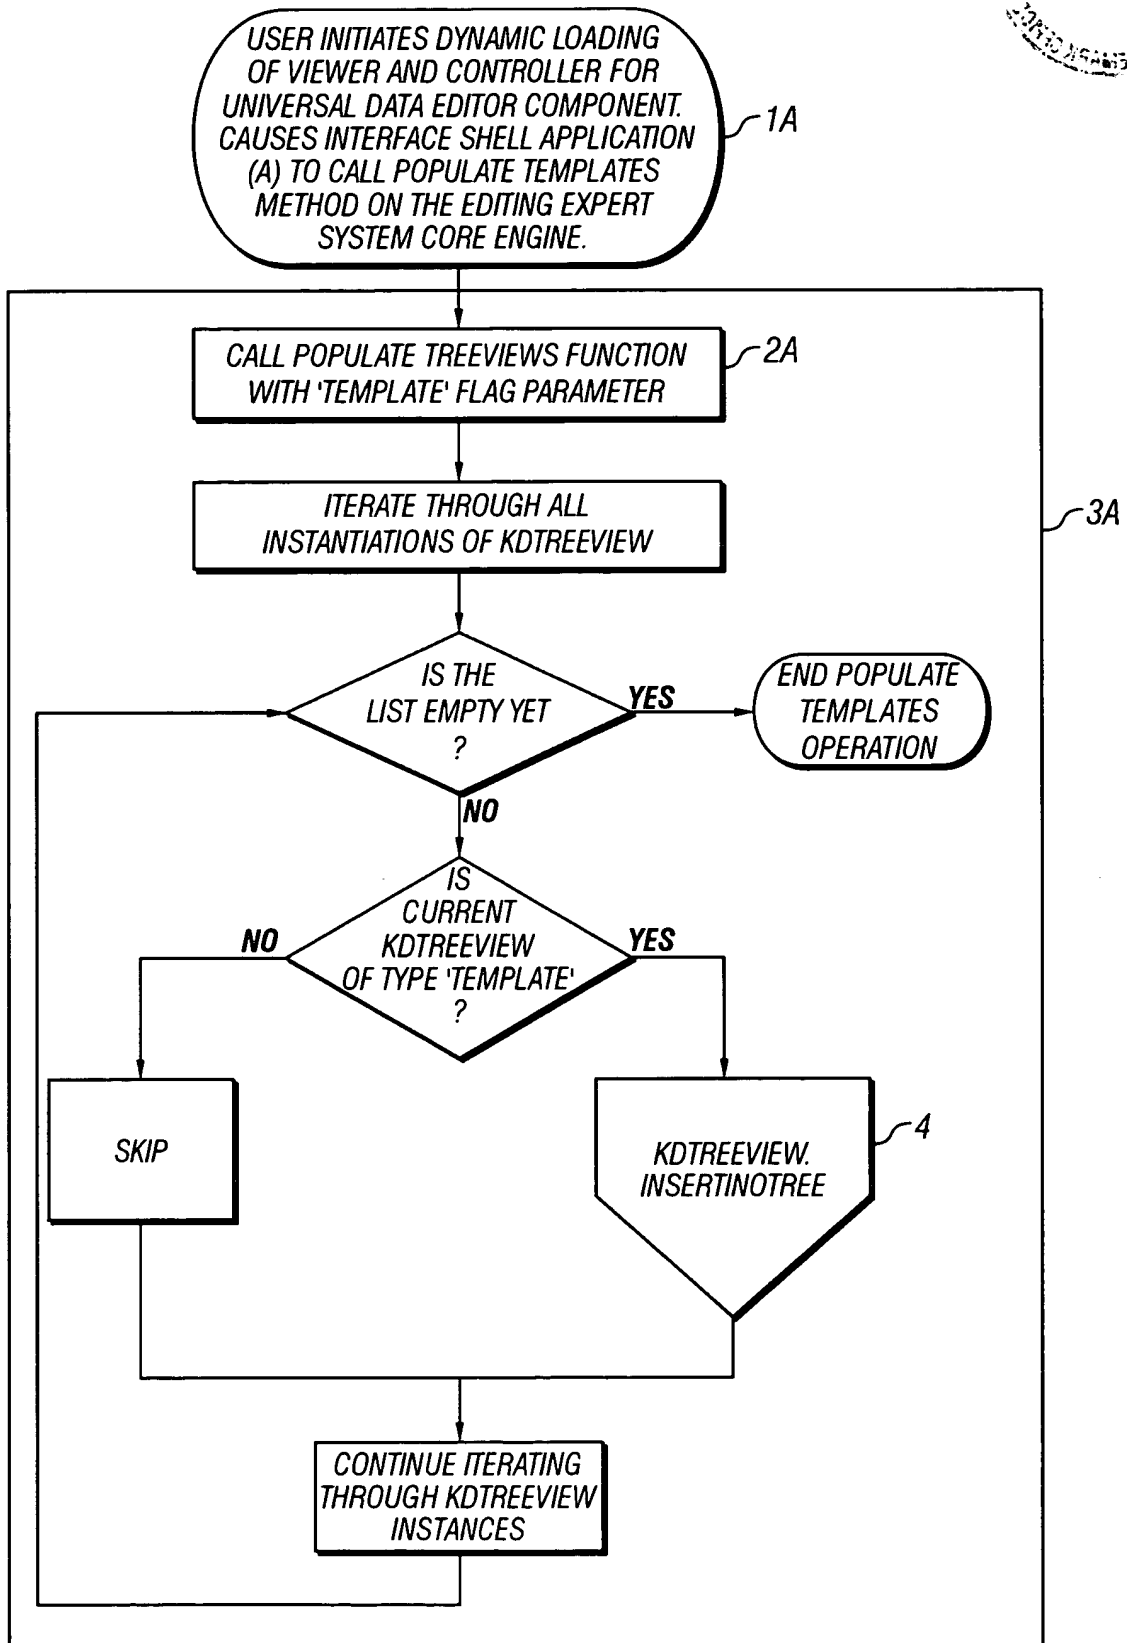 USER INITIATES DYNAMIC LOADING
OF VIEWER AND CONTROLLER FOR
UNIVERSAL DATA EDITOR COMPONENT.
CAUSES INTERFACE SHELL APPLICATION
(A) TO CALL POPULATE TEMPLATES
METHOD ON THE EDITING EXPERT
SYSTEM CORE ENGINE.
1A
CALL POPULATE TREEVIEWS FUNCTION
WITH 'TEMPLATE' FLAG PARAMETER
2A
ITERATE THROUGH ALL
INSTANTIATIONS OF KDTREEVIEW
3A
IS THE
LIST EMPTY YET
?
YES
END POPULATE
TEMPLATES
OPERATION
NO
IS
CURRENT
KDTREEVIEW
OF TYPE 'TEMPLATE'
?
NO
YES
SKIP
KDTREEVIEW.
INSERTINOTREE
4
CONTINUE ITERATING
THROUGH KDTREEVIEW
INSTANCES